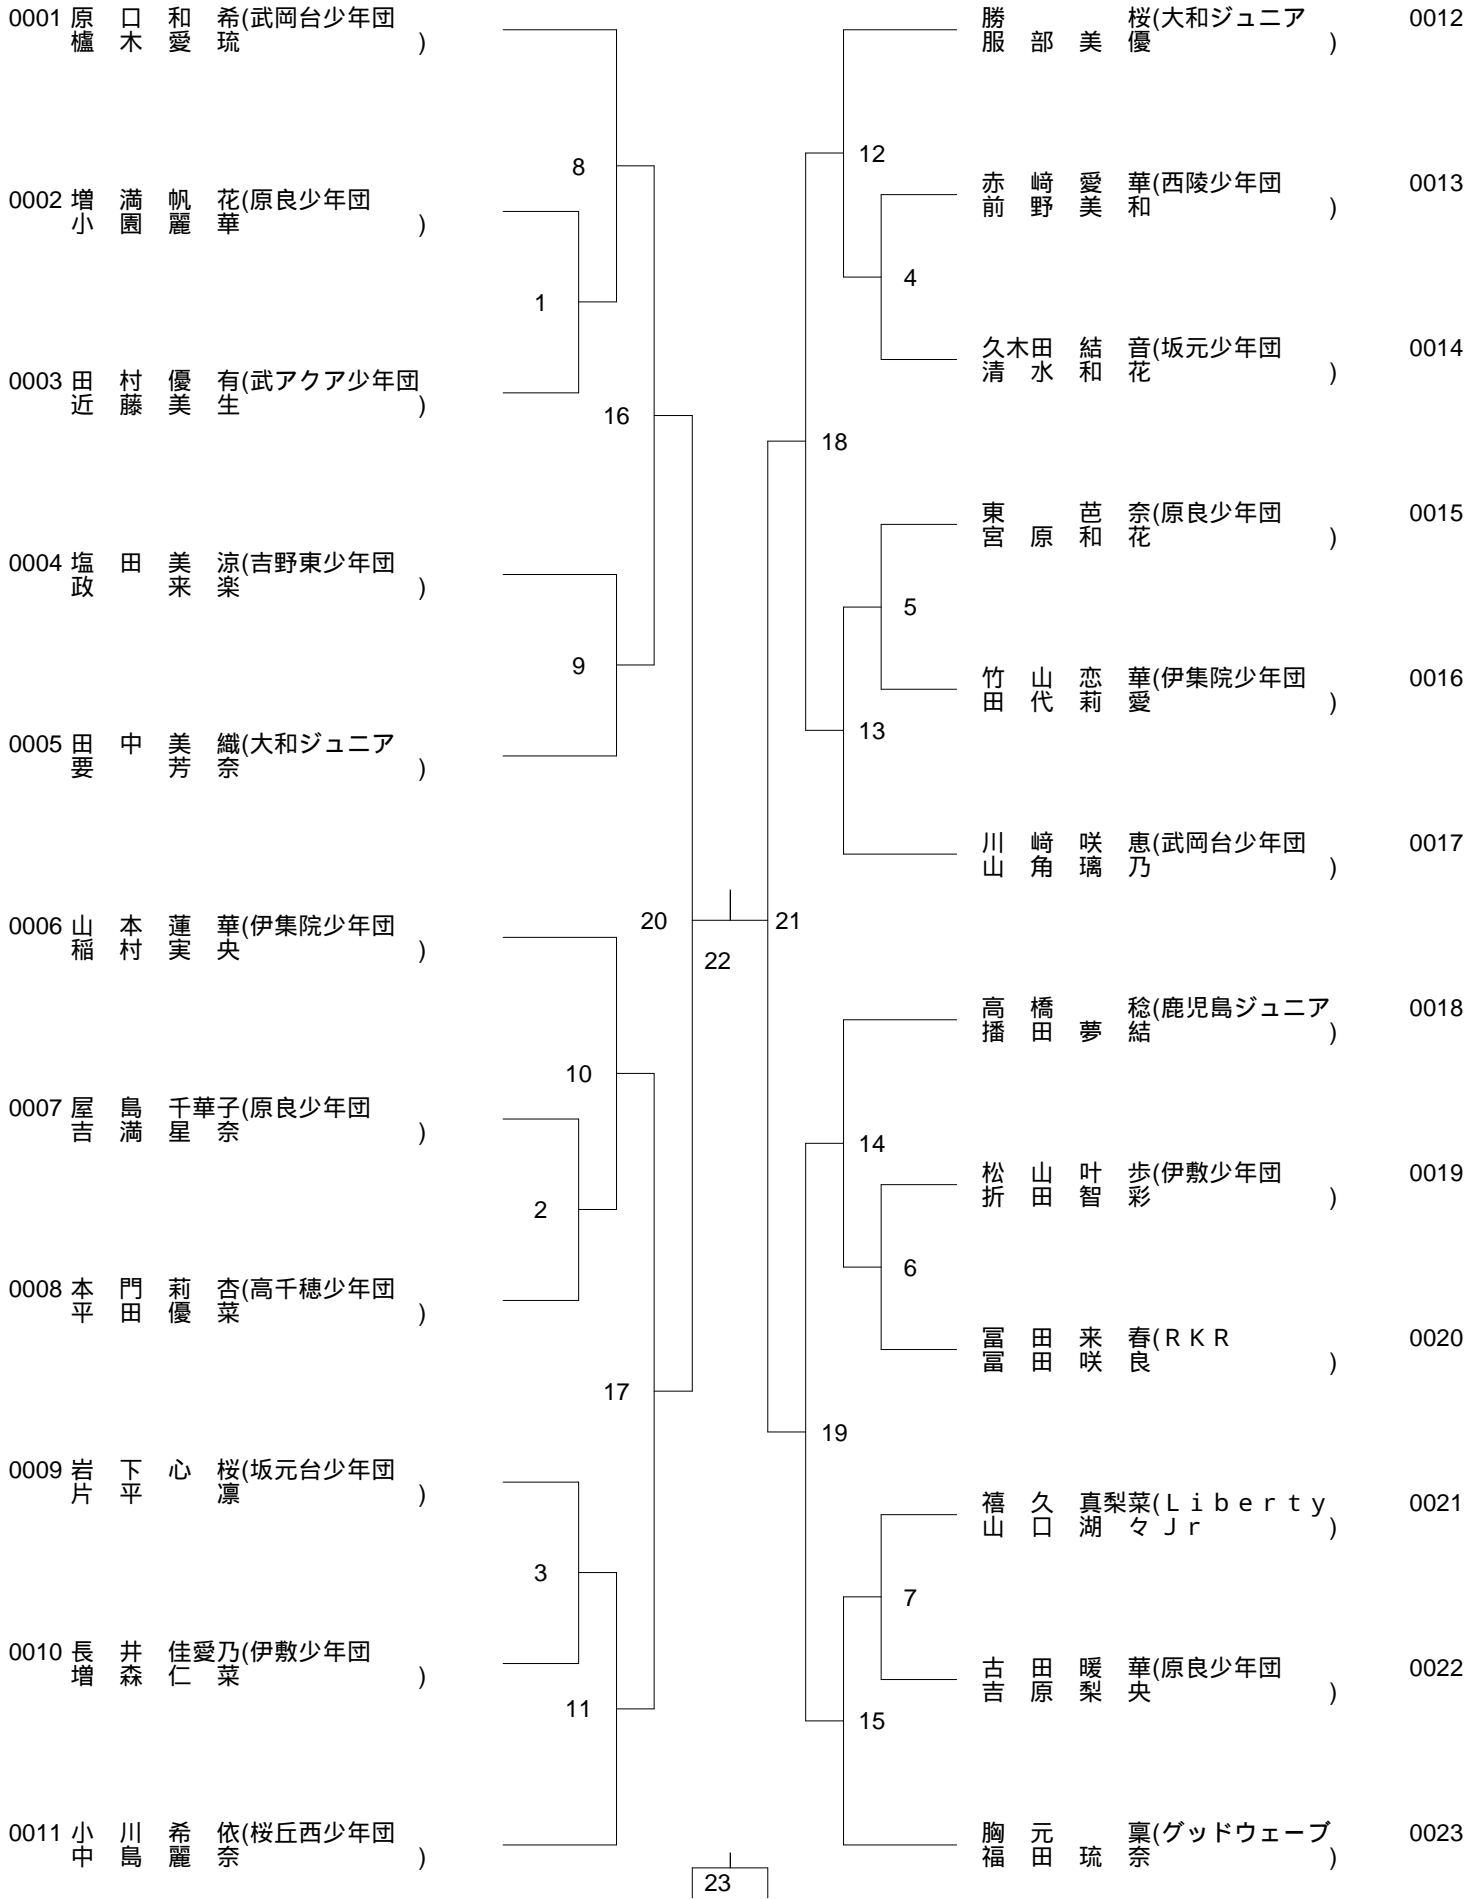 0001 原　口　和　希(武岡台少年団
櫨　木　愛　琉　)
8
0002 増　満　帆　花(原良少年団
小　園　麗　華　)
1
0003 田　村　優　有(武アクア少年団
近　藤　美　生　)
16
0004 塩　田　美　涼(吉野東少年団
政　　　来　楽　)
9
0005 田　中　美　織(大和ジュニア
要　　　芳　奈　)
20
0006 山　本　蓮　華(伊集院少年団
稲　村　実　央　)
22
10
0007 屋　島　千華子(原良少年団
吉　満　星　奈　)
2
0008 本　門　莉　杏(高千穂少年団
平　田　優　菜　)
17
0009 岩　下　心　桜(坂元台少年団
片　平　　　凛　)
3
0010 長　井　佳愛乃(伊敷少年団
増　森　仁　菜　)
11
0011 小　川　希　依(桜丘西少年団
中　島　麗　奈　)
23
勝　　　　　桜(大和ジュニア 0012
服　部　美　優　)
12
赤　﨑　愛　華(西陵少年団 0013
前　野　美　和　)
4
久木田　結　音(坂元少年団 0014
清　水　和　花　)
18
東　　　芭　奈(原良少年団 0015
宮　原　和　花　)
5
竹　山　恋　華(伊集院少年団 0016
田　代　莉　愛　)
13
川　﨑　咲　恵(武岡台少年団 0017
山　角　璃　乃　)
21
高　橋　　　稔(鹿児島ジュニア 0018
播　田　夢　結　)
14
松　山　叶　歩(伊敷少年団 0019
折　田　智　彩　)
6
冨　田　来　春(ＲＫＲ 0020
冨　田　咲　良　)
19
禧　久　真梨菜(Ｌｉｂｅｒｔｙ 0021
山　口　湖　々Ｊｒ　)
7
古　田　暖　華(原良少年団 0022
吉　原　梨　央　)
15
胸　元　　　稟(グッドウェーブ 0023
福　田　琉　奈　)